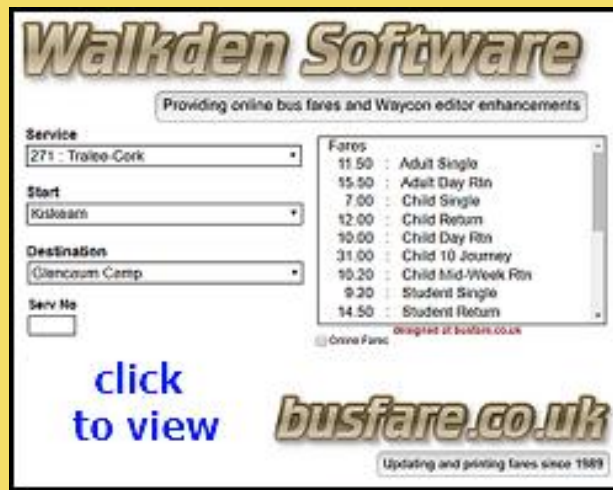 Walkden Software
Providing online bus fares and Waycon editor enhancements
Service
271 : Tralee-Cork
Start
Kiskeam
Destination
Glencaum Camp
Serv No
Fares
11.50 : Adult Single
15.50 : Adult Day Rtn
7.00 : Child Single
12.00 : Child Return
10.00 : Child Day Rtn
31.00 : Child 10 Journey
10.20 : Child Mid-Week Rtn
9.20 : Student Single
14.50 : Student Return
designed at busfare.co.uk
Online Fares
click
to view
busfare.co.uk
Updating and printing fares since 1989